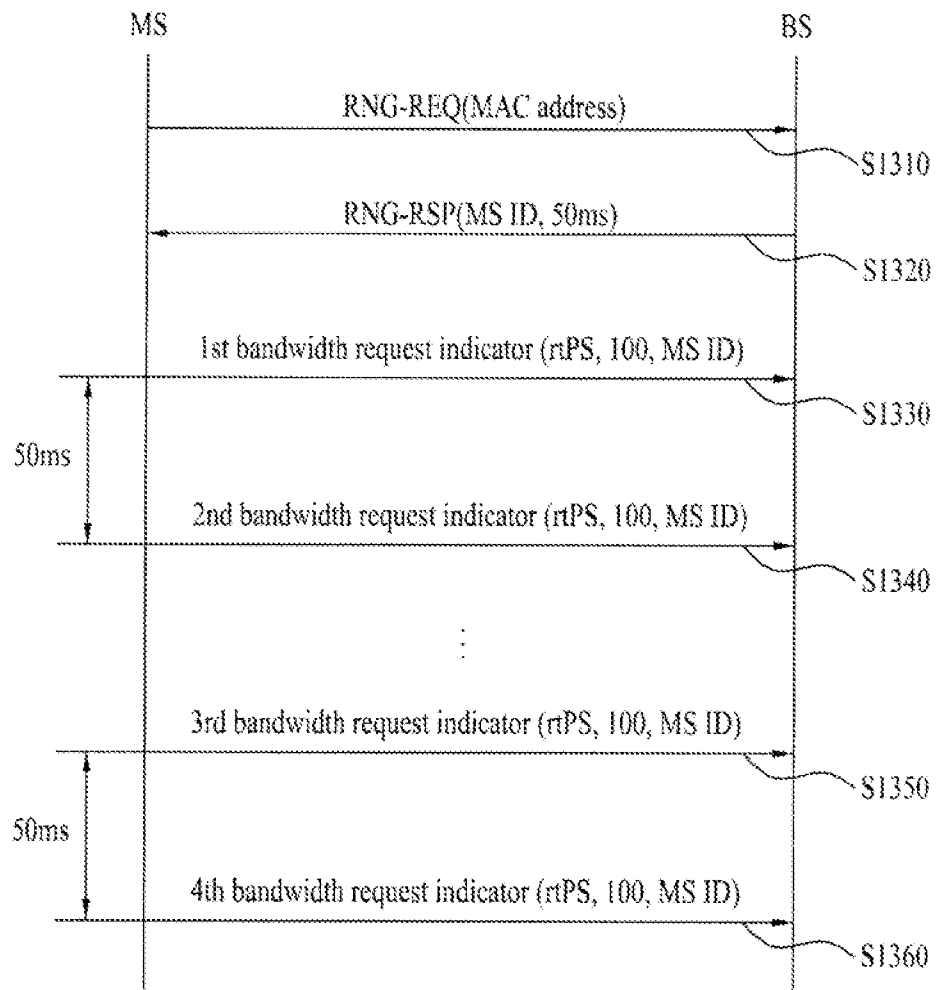 MS
BS
RNG-REQ(MAC address)
S1310
RNG-RSP(MS ID, 50ms)
S1320
1st bandwidth request indicator (rtPS, 100, MS ID)
S1330
50ms
2nd bandwidth request indicator (rtPS, 100, MS ID)
S1340
3rd bandwidth request indicator (rtPS, 100, MS ID)
S1350
50ms
4th bandwidth request indicator (rtPS, 100, MS ID)
S1360